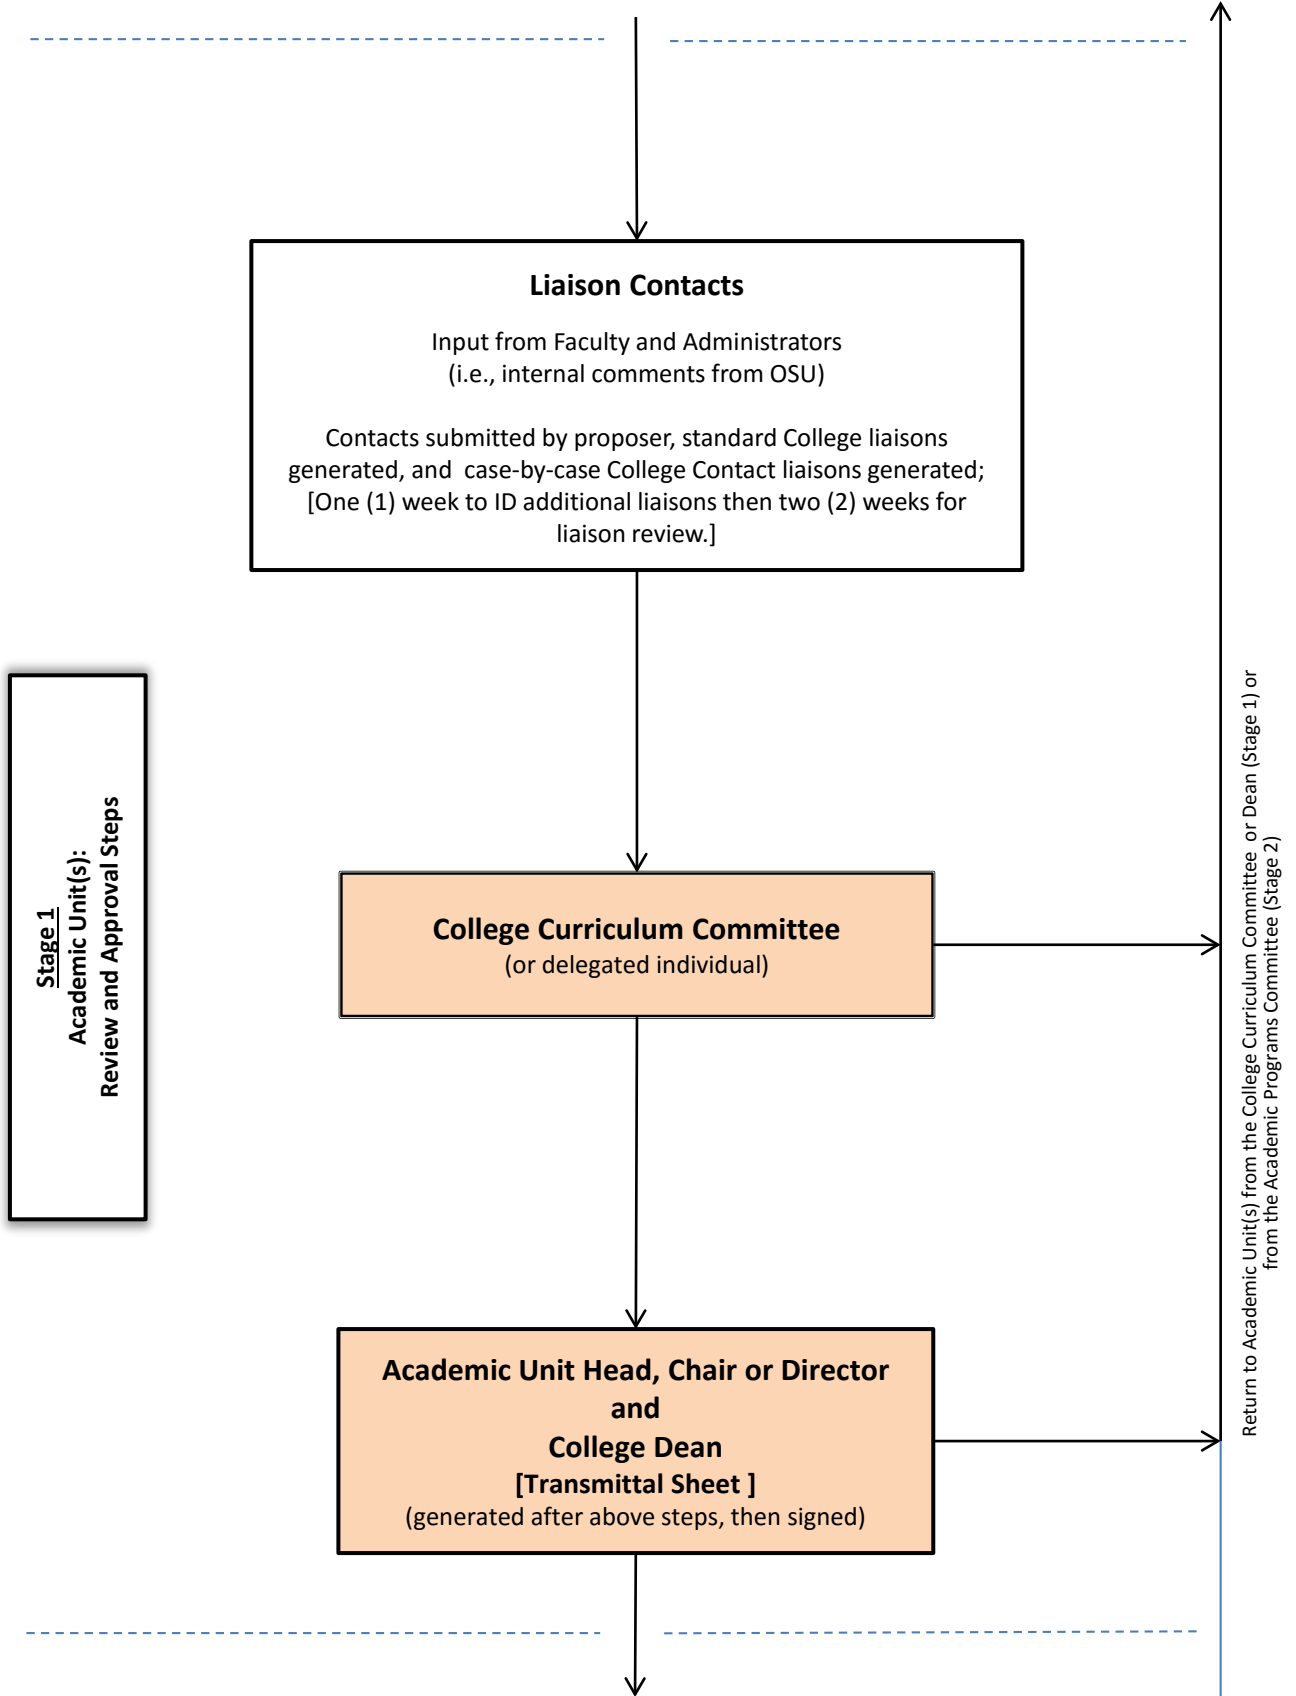 Liaison Contacts
Input from Faculty and Administrators
(i.e., internal comments from OSU)
Contacts submitted by proposer, standard College liaisons
generated, and  case-by-case College Contact liaisons generated;
[One (1) week to ID additional liaisons then two (2) weeks for
liaison review.]
Stage 1
Academic Unit(s):
Review and Approval Steps
College Curriculum Committee
(or delegated individual)
Academic Unit Head, Chair or Director
and
College Dean
[Transmittal Sheet ]
(generated after above steps, then signed)
Return to Academic Unit(s) from the College Curriculum Committee  or Dean (Stage 1) or
from the Academic Programs Committee (Stage 2)